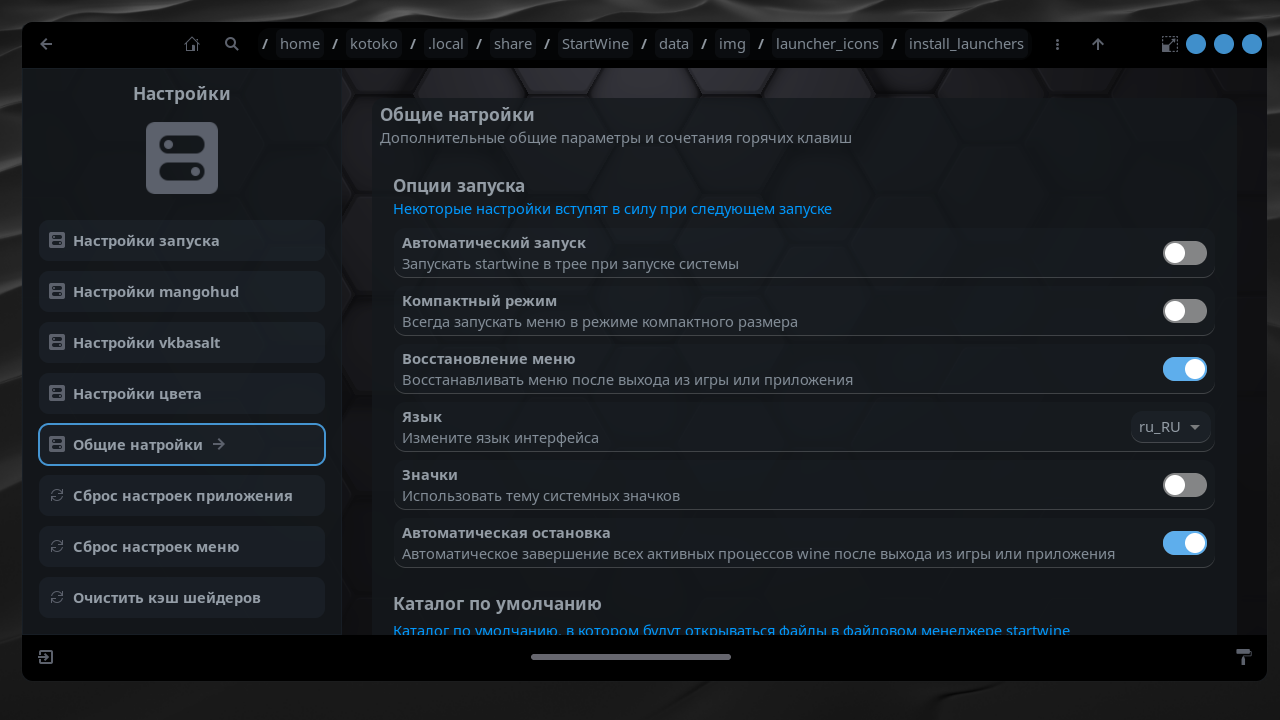 / home / kotoko / .local / share / StartWine / data / img / launcher_icons / install_launchers
Настройки
Настройки запуска
Настройки mangohud
Настройки vkbasalt
Настройки цвета
Общие натройки
Сброс настроек приложения
Сброс настроек меню
Очистить кэш шейдеров
Общие натройки
Дополнительные общие параметры и сочетания горячих клавиш
Опции запуска
Некоторые настройки вступят в силу при следующем запуске
Автоматический запуск
Запускать startwine в трее при запуске системы
Компактный режим
Всегда запускать меню в режиме компактного размера
Восстановление меню
Восстанавливать меню после выхода из игры или приложения
Язык
Измените язык интерфейса
ru_RU
Значки
Использовать тему системных значков
Автоматическая остановка
Автоматическое завершение всех активных процессов wine после выхода из игры или приложения
Каталог по умолчанию
Каталог по умолчанию, в котором будут открываться файлы в файловом менеджере startwine